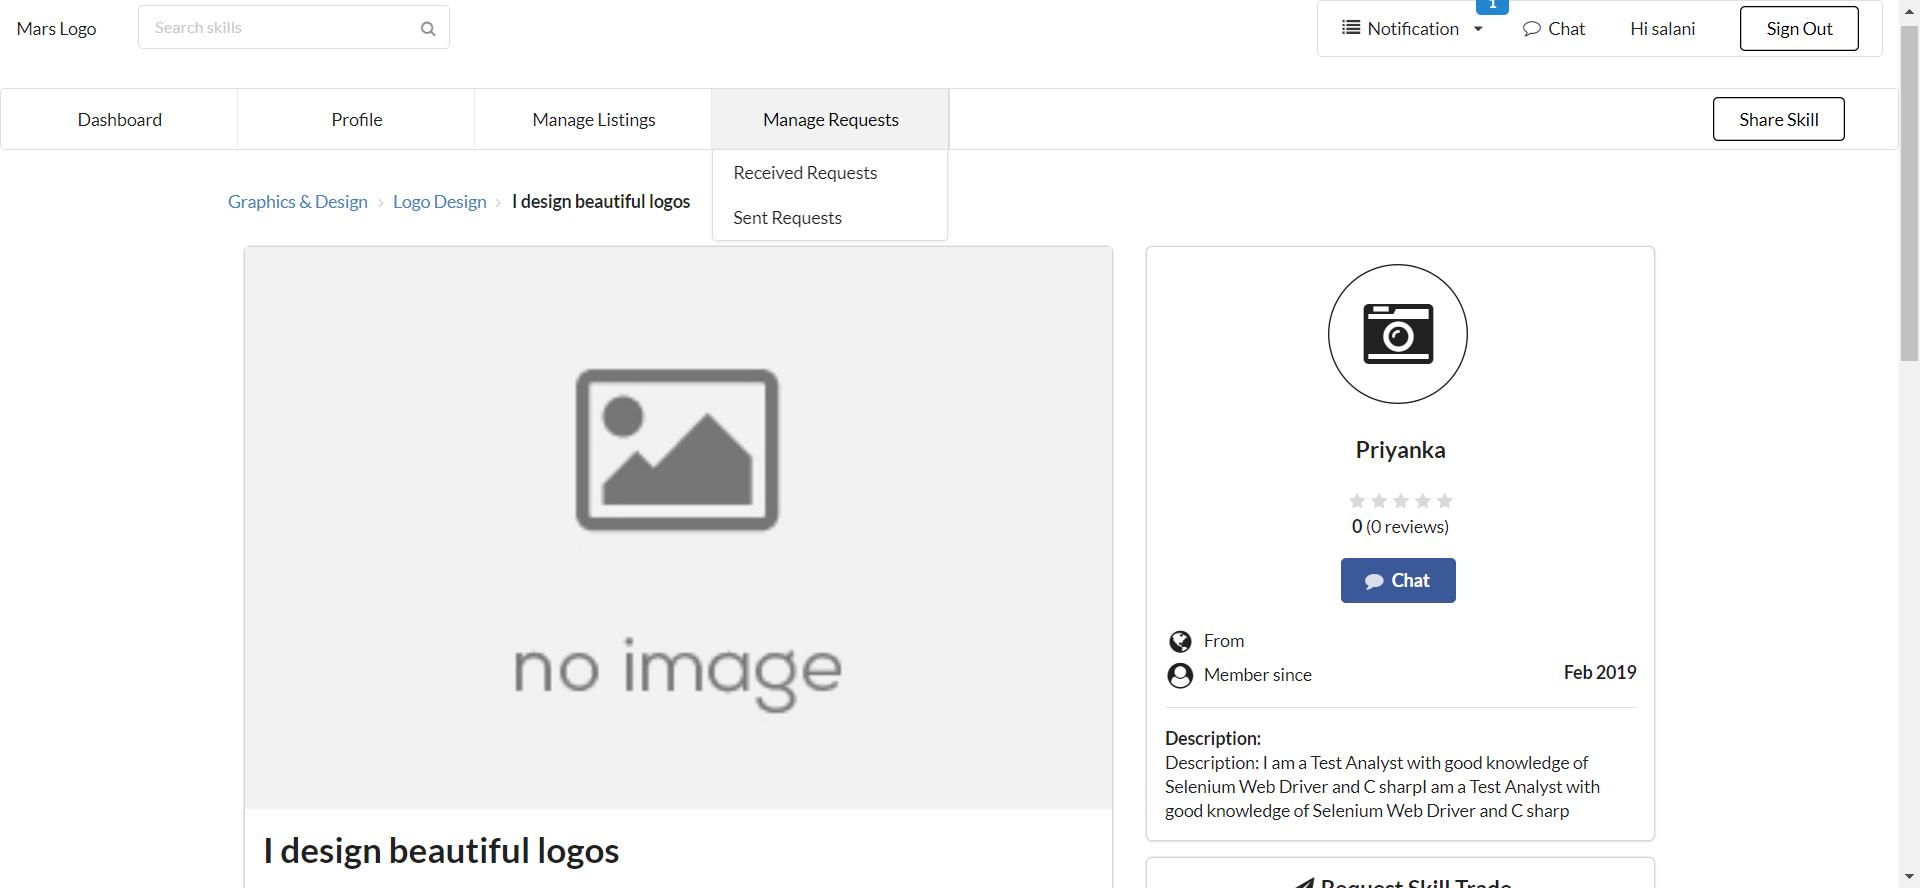 Mars Logo
Search skills
Notification
1
Chat
Hi salani
Sign Out
Dashboard
Profile
Manage Listings
Manage Requests
Share Skill
Received Requests
Sent Requests
Graphics & Design › Logo Design › I design beautiful logos
no image
I design beautiful logos
Priyanka
0 (0 reviews)
Chat
From
Member since
Feb 2019
Description:
Description: I am a Test Analyst with good knowledge of
Selenium Web Driver and C sharpI am a Test Analyst with
good knowledge of Selenium Web Driver and C sharp
Request Skill Trade